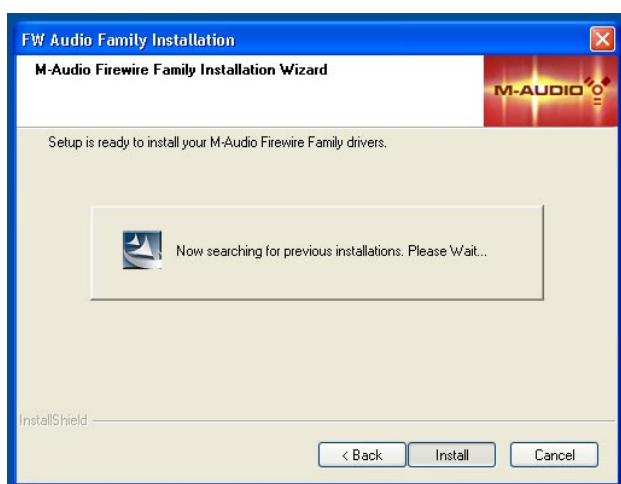 FW Audio Family Installation
M-Audio Firewire Family Installation Wizard
M-AUDIO
Setup is ready to install your M-Audio Firewire Family drivers.
Now searching for previous installations. Please Wait...
InstallShield
< Back Install Cancel